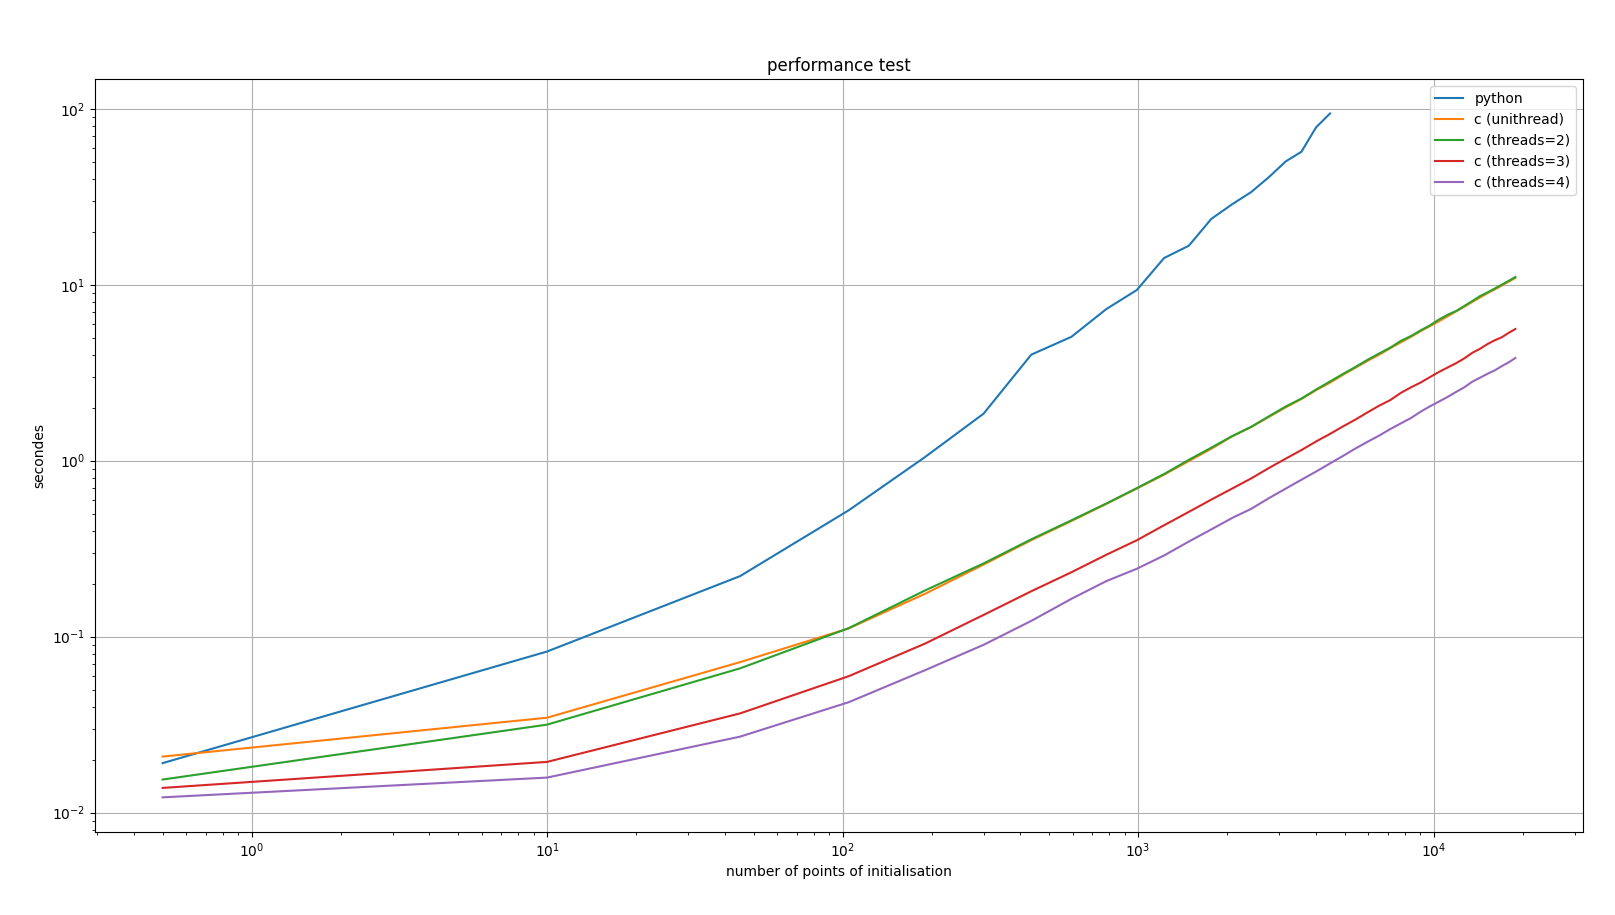 performance test
python
c (unithread)
c (threads=2)
c (threads=3)
c (threads=4)
secondes
10²
10¹
10⁰
10⁻¹
10⁻²
10⁰ 10¹ 10² 10³ 10⁴
number of points of initialisation